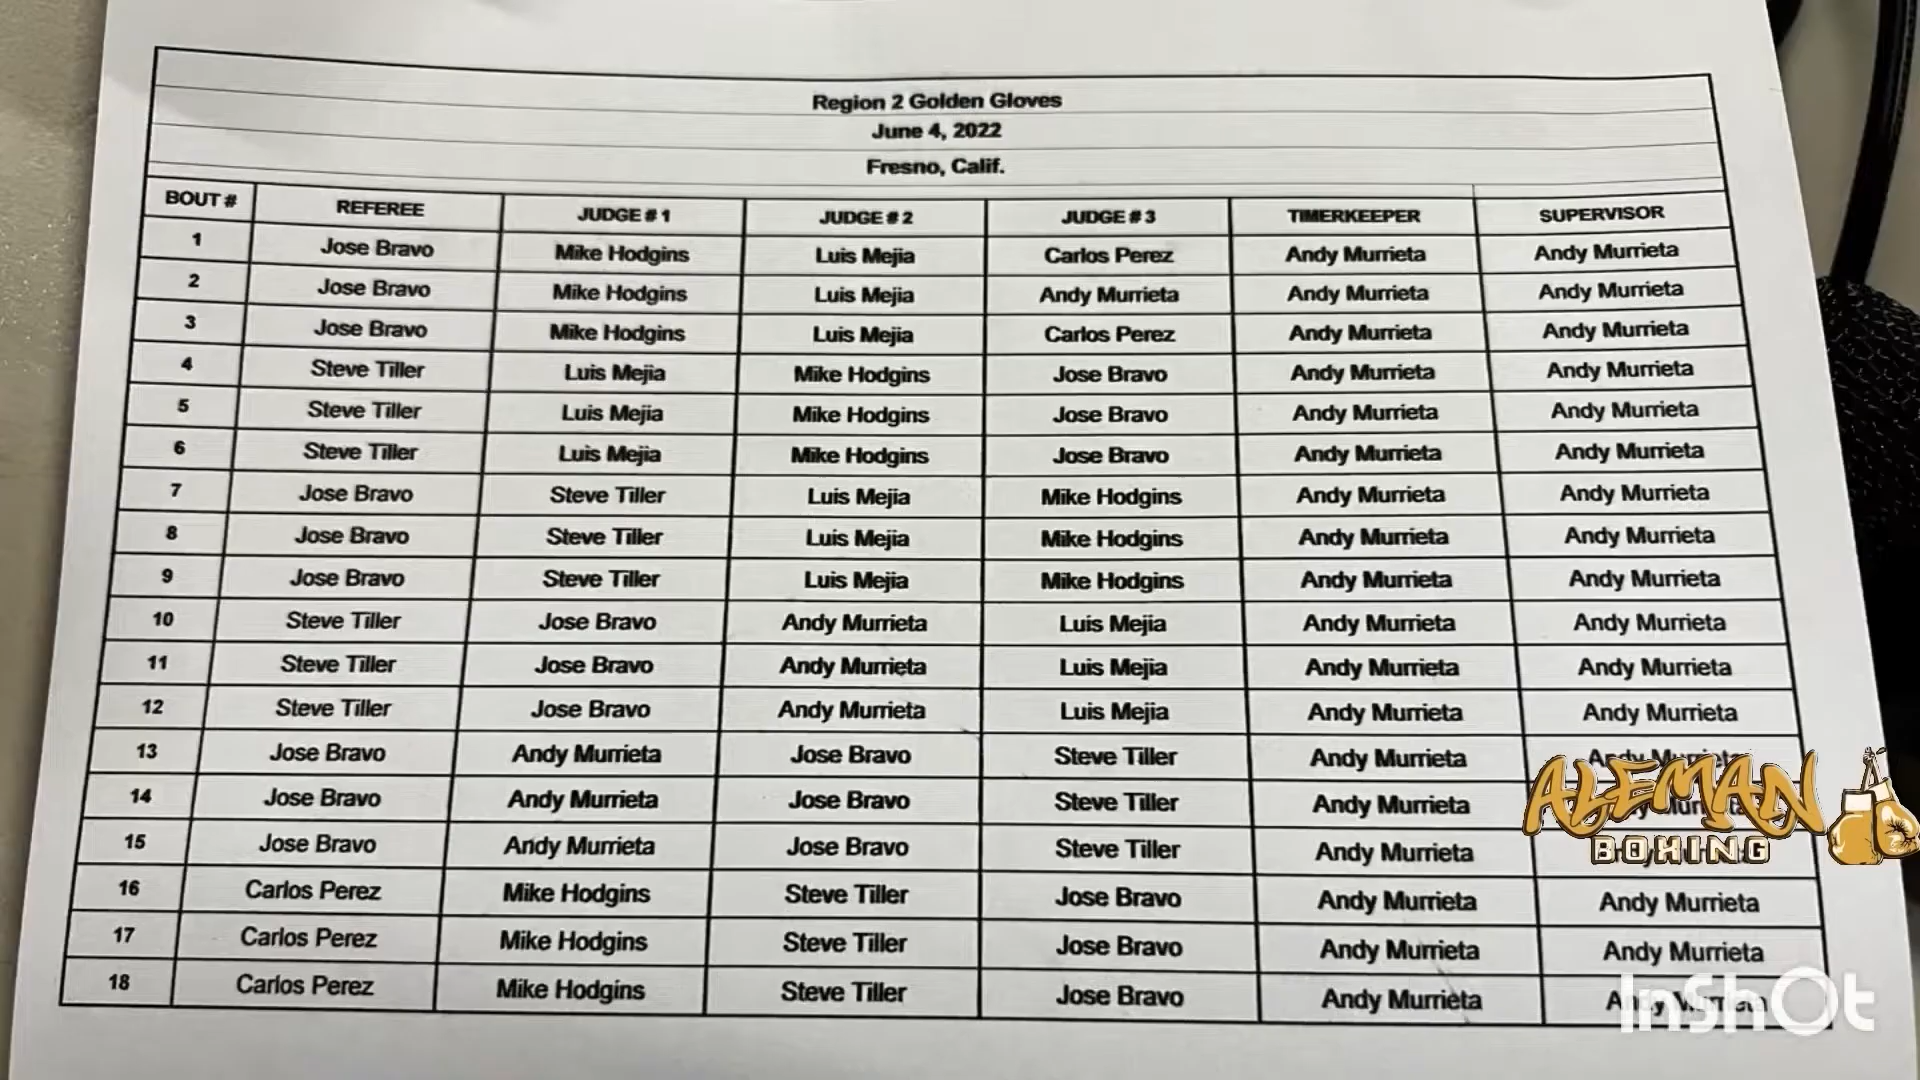 Region 2 Golden Gloves
June 4, 2022
Fresno, Calif.
BOUT # REFEREE JUDGE # 1 JUDGE # 2 JUDGE # 3 TIMERKEEPER SUPERVISOR
1 Jose Bravo Mike Hodgins Luis Mejia Carlos Perez Andy Murrieta Andy Murrieta
2 Jose Bravo Mike Hodgins Luis Mejia Andy Murrieta Andy Murrieta Andy Murrieta
3 Jose Bravo Mike Hodgins Luis Mejia Carlos Perez Andy Murrieta Andy Murrieta
4 Steve Tiller Luis Mejia Mike Hodgins Jose Bravo Andy Murrieta Andy Murrieta
5 Steve Tiller Luis Mejia Mike Hodgins Jose Bravo Andy Murrieta Andy Murrieta
6 Steve Tiller Luis Mejia Mike Hodgins Jose Bravo Andy Murrieta Andy Murrieta
7 Jose Bravo Steve Tiller Luis Mejia Mike Hodgins Andy Murrieta Andy Murrieta
8 Jose Bravo Steve Tiller Luis Mejia Mike Hodgins Andy Murrieta Andy Murrieta
9 Jose Bravo Steve Tiller Luis Mejia Mike Hodgins Andy Murrieta Andy Murrieta
10 Steve Tiller Jose Bravo Andy Murrieta Luis Mejia Andy Murrieta Andy Murrieta
11 Steve Tiller Jose Bravo Andy Murrieta Luis Mejia Andy Murrieta Andy Murrieta
12 Steve Tiller Jose Bravo Andy Murrieta Luis Mejia Andy Murrieta Andy Murrieta
13 Jose Bravo Andy Murrieta Jose Bravo Steve Tiller Andy Murrieta Andy Murrieta
14 Jose Bravo Andy Murrieta Jose Bravo Steve Tiller Andy Murrieta
15 Jose Bravo Andy Murrieta Jose Bravo Steve Tiller Andy Murrieta
16 Carlos Perez Mike Hodgins Steve Tiller Jose Bravo Andy Murrieta Andy Murrieta
17 Carlos Perez Mike Hodgins Steve Tiller Jose Bravo Andy Murrieta Andy Murrieta
18 Carlos Perez Mike Hodgins Steve Tiller Jose Bravo Andy Murrieta Andy Murrieta
ALEMAN
BOXING
InShOt